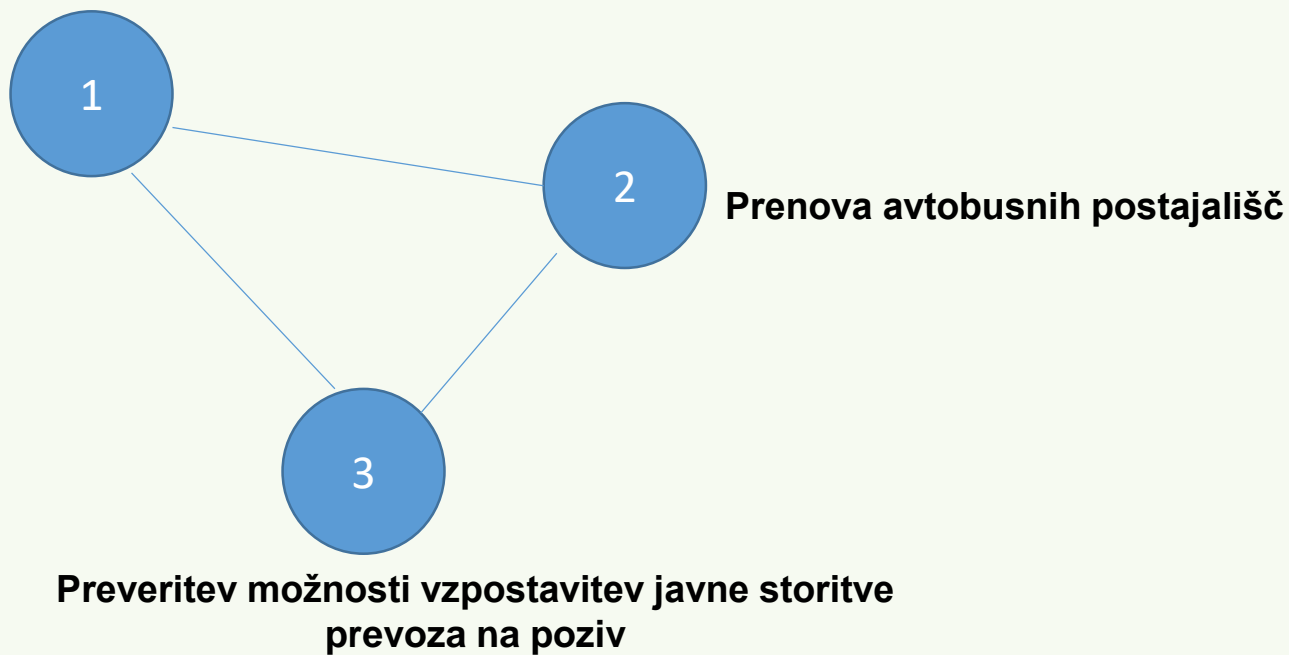 1
2
Prenova avtobusnih postajališč
3
Preveritev možnosti vzpostavitev javne storitve
prevoza na poziv